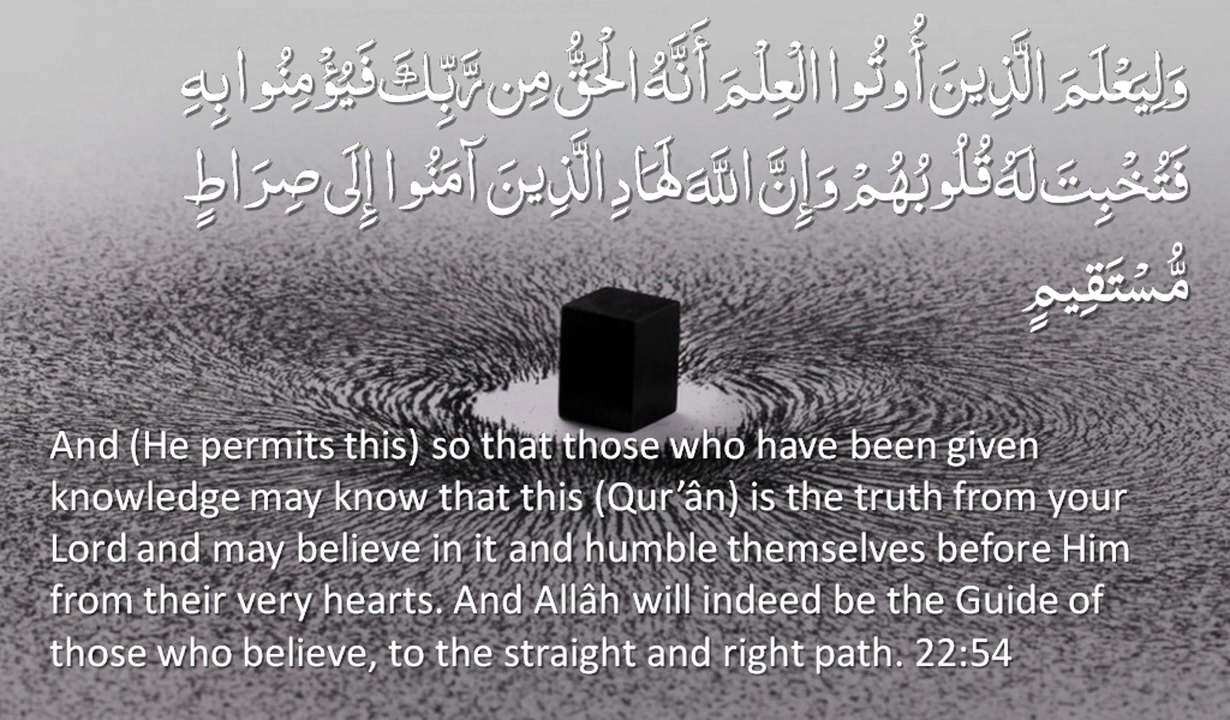 وَلِيَعْلَمَ الَّذِينَ أُوتُوا الْعِلْمَ أَنَّهُ الْحَقُّ مِن رَّبِّكَ فَيُؤْمِنُوا بِهِ
فَتُخْبِتَ لَهُ قُلُوبُهُمْ وَإِنَّ اللَّهَ لَهَادِ الَّذِينَ آمَنُوا إِلَى صِرَاطٍ
مُّسْتَقِيمٍ
And (He permits this) so that those who have been given
knowledge may know that this (Qur’ân) is the truth from your
Lord and may believe in it and humble themselves before Him
from their very hearts. And Allâh will indeed be the Guide of
those who believe, to the straight and right path. 22:54